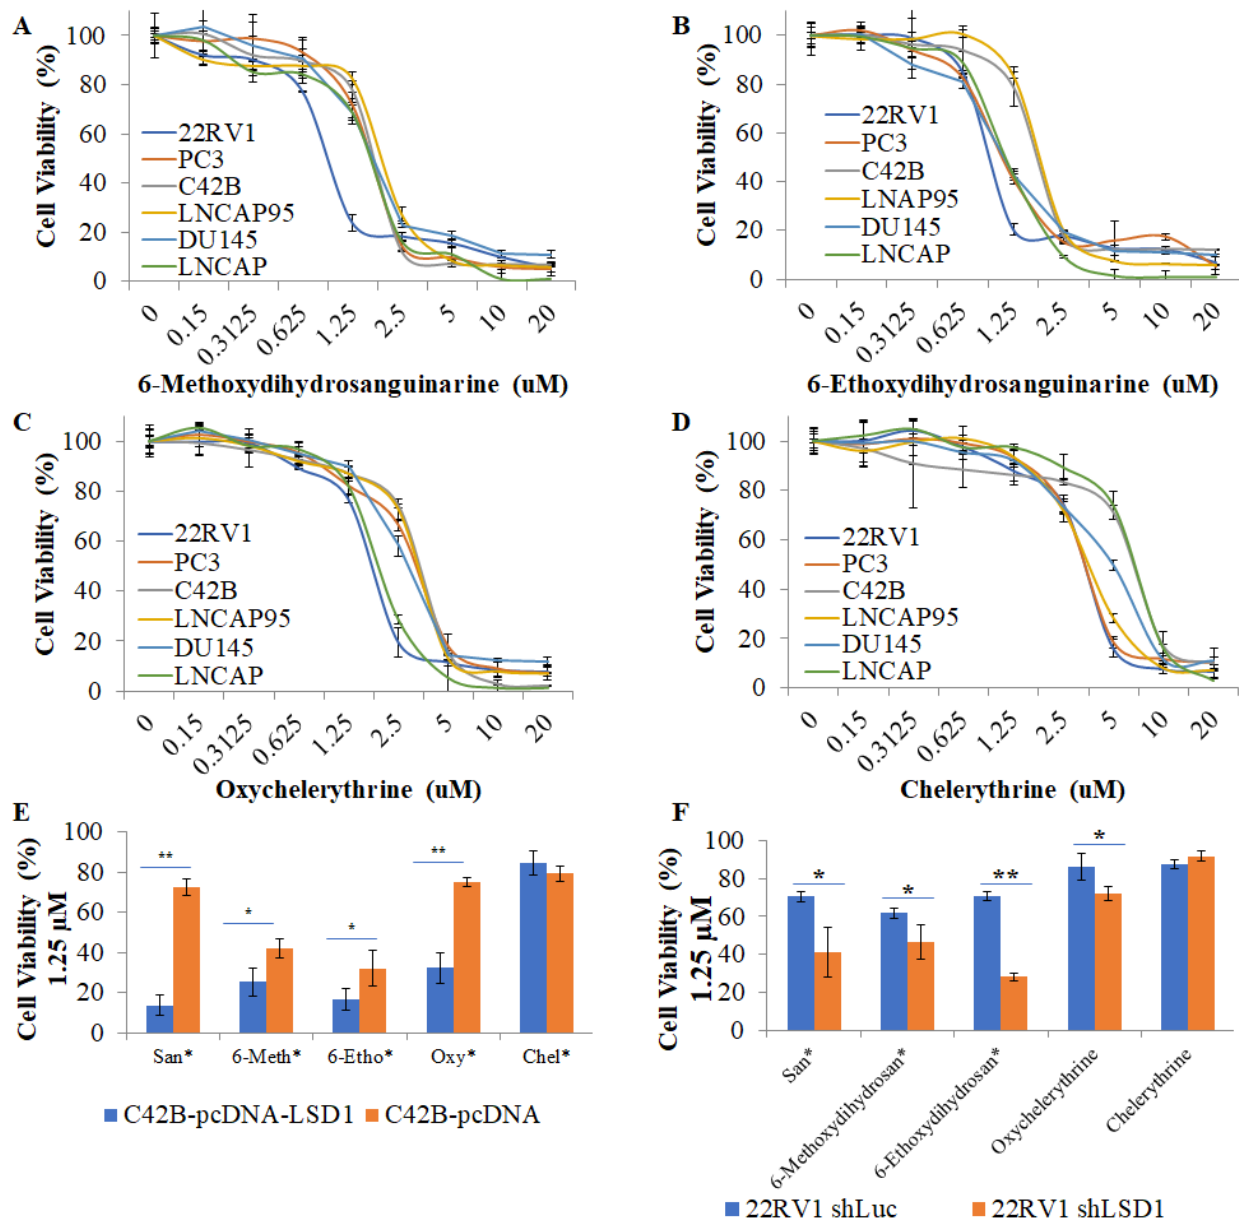 A
Cell Viability (%)
100
80
60
40
20
0
22RV1
PC3
C42B
LNCAP95
DU145
LNCAP
0 0.15 0.3125 0.625 1.25 2.5 5 10 20
6-Methoxydihydrosanguinarine (uM)
B
Cell Viability (%)
100
80
60
40
20
0
22RV1
PC3
C42B
LNAP95
DU145
LNCAP
0 0.15 0.3125 0.625 1.25 2.5 5 10 20
6-Ethoxydihydrosanguinarine (uM)
C
Cell Viability (%)
100
80
60
40
20
0
22RV1
PC3
C42B
LNCAP95
DU145
LNCAP
0 0.15 0.3125 0.625 1.25 2.5 5 10 20
Oxychelerythrine (uM)
D
Cell Viability (%)
100
80
60
40
20
0
22RV1
PC3
C42B
LNCAP95
DU145
LNCAP
0 0.15 0.3125 0.625 1.25 2.5 5 10 20
Chelerythrine (uM)
E
Cell Viability (%)
1.25 µM
100
80
60
40
20
0
** * * **
San* 6-Meth* 6-Etho* Oxy* Chel*
C42B-pcDNA-LSD1 C42B-pcDNA
F
Cell Viability (%)
1.25 µM
100
80
60
40
20
0
* * ** *
San* 6-Methoxydihydrosan* 6-Ethoxydihydrosan* Oxychelerythrine Chelerythrine
22RV1 shLuc 22RV1 shLSD1